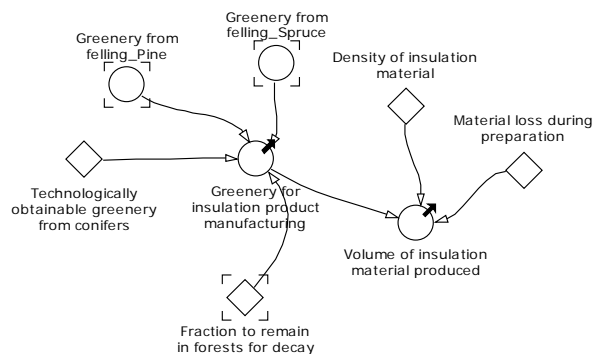 Greenery from
felling_Pine
Greenery from
felling_Spruce
Density of insulation
material
Material loss during
preparation
Technologically
obtainable greenery
from conifers
Greenery for
insulation product
manufacturing
Volume of insulation
material produced
Fraction to remain
in forests for decay